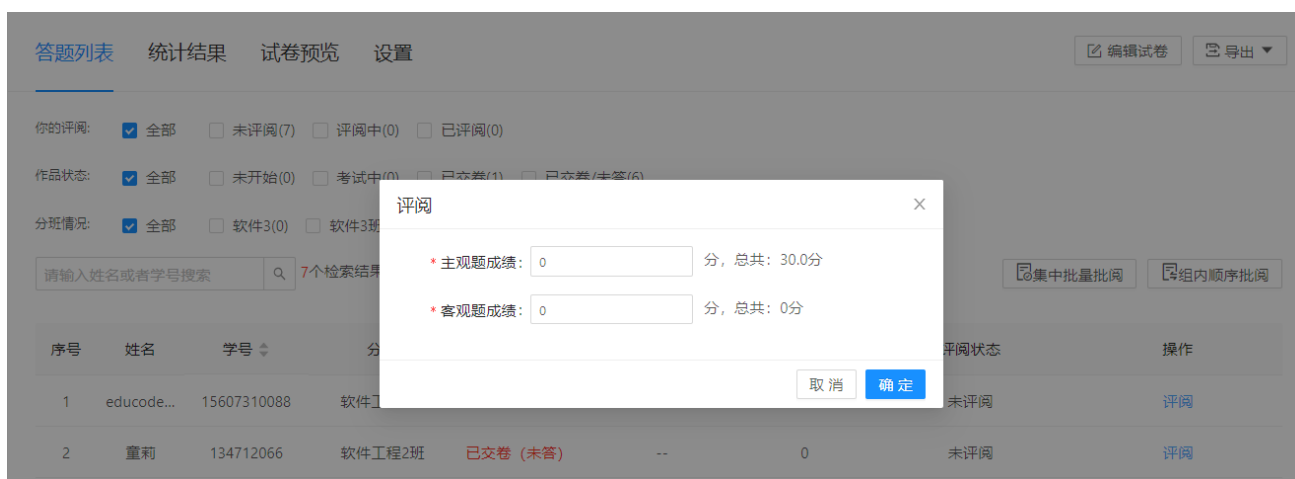 答题列表 统计结果 试卷预览 设置 编辑试卷 导出
你的评阅: 全部 未评阅(7) 评阅中(0) 已评阅(0)
作品状态: 全部 未开始(0) 考试中(0) 已交卷(1) 已交卷/未答(6)
评阅
分班情况: 全部 软件3(0) 软件3班
* 主观题成绩: 0 分，总共：30.0分
请输入姓名或者学号搜索 7个检索结果 集中批量批阅 组内顺序批阅
* 客观题成绩: 0 分，总共：0分
序号 姓名 学号 分 评阅状态 操作
取消 确定
1 educode... 15607310088 软件工 未评阅 评阅
2 童莉 134712066 软件工程2班 已交卷（未答） -- 0 未评阅 评阅